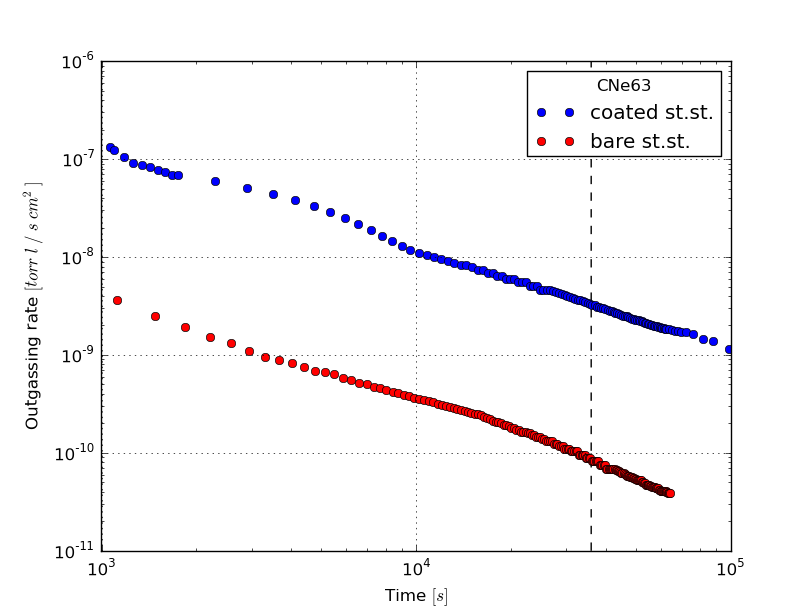 CNe63
coated st.st.
bare st.st.
10^-6
10^-7
10^-8
10^-9
10^-10
10^-11
Outgassing rate [torr l / s cm^2 ]
10^3
10^4
10^5
Time [s]